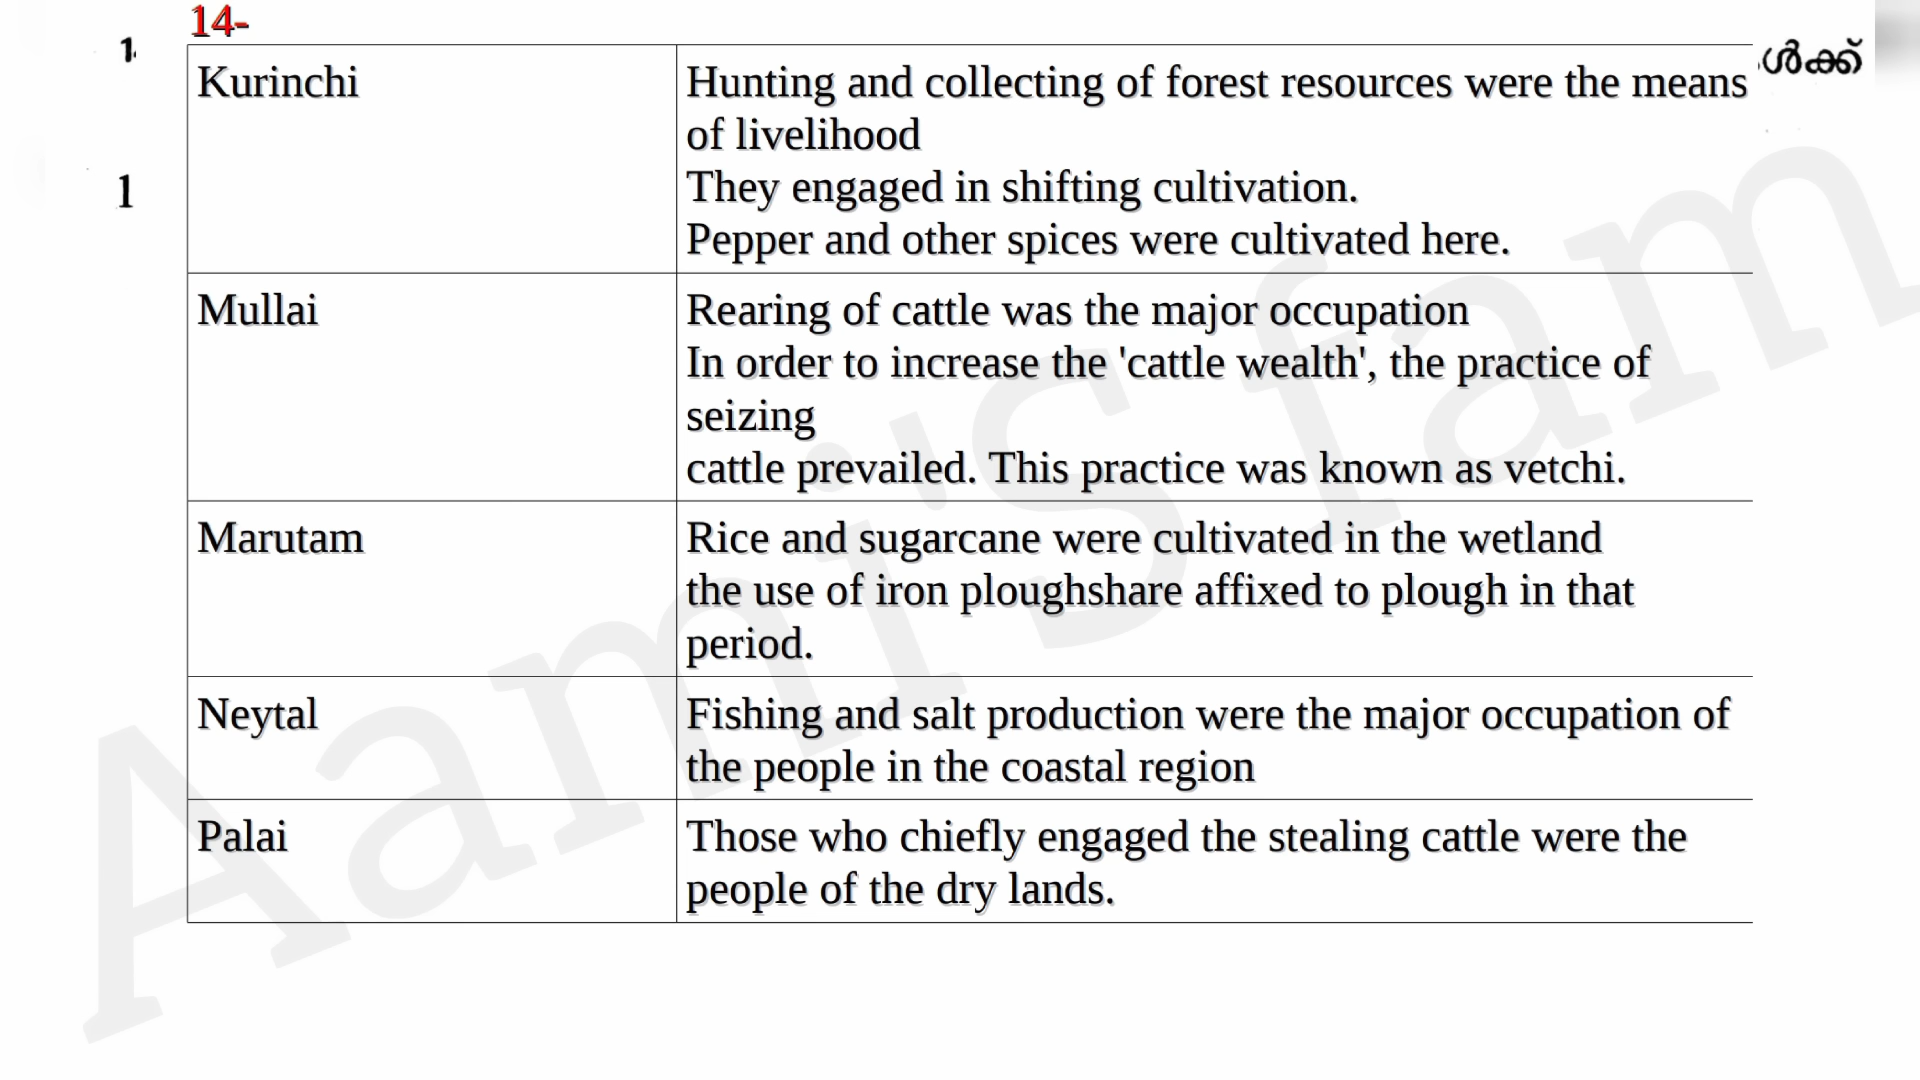 14-
Kurinchi
Hunting and collecting of forest resources were the means
of livelihood
They engaged in shifting cultivation.
Pepper and other spices were cultivated here.
Mullai
Rearing of cattle was the major occupation
In order to increase the 'cattle wealth', the practice of
seizing
cattle prevailed. This practice was known as vetchi.
Marutam
Rice and sugarcane were cultivated in the wetland
the use of iron ploughshare affixed to plough in that
period.
Neytal
Fishing and salt production were the major occupation of
the people in the coastal region
Palai
Those who chiefly engaged the stealing cattle were the
people of the dry lands.
Aami'S fam
1